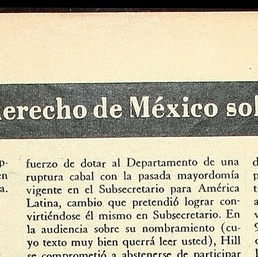 derecho de México sol
fuerzo de dotar al Departamento de una
ruptura cabal con la pasada mayordomía
vigente en el Subsecretario para América
Latina, cambio que pretendió lograr con-
virtiéndose él mismo en Subsecretario. En
la audiencia sobre su nombramiento (cu-
yo texto muy bien querrá leer usted), Hill
se comprometió a abstenerse de participar